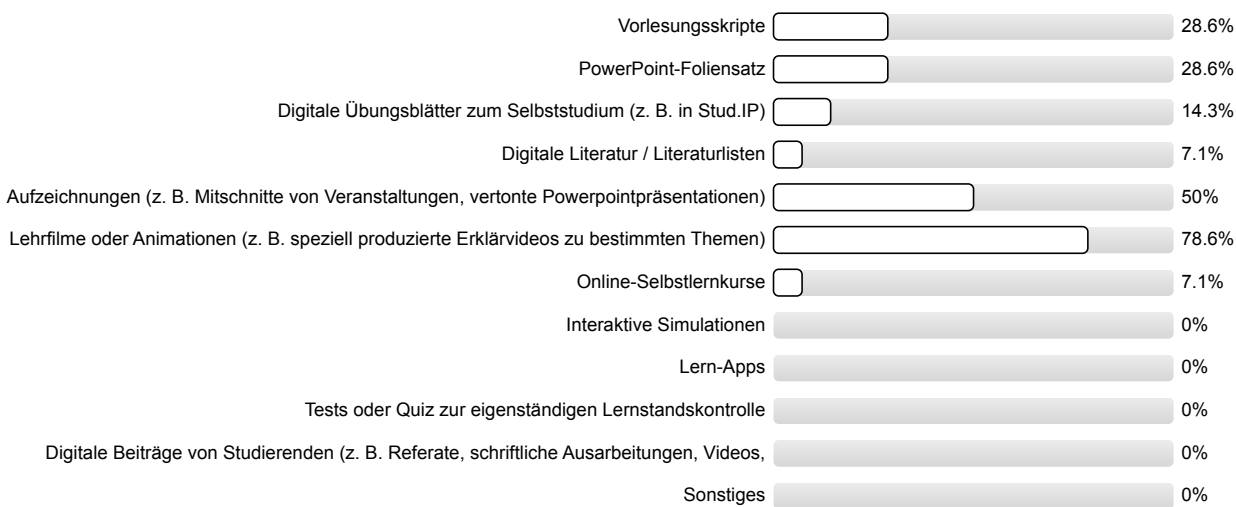 Vorlesungsskripte 28.6%
PowerPoint-Foliensatz 28.6%
Digitale Übungsblätter zum Selbststudium (z. B. in Stud.IP) 14.3%
Digitale Literatur / Literaturlisten 7.1%
Aufzeichnungen (z. B. Mitschnitte von Veranstaltungen, vertonte Powerpointpräsentationen) 50%
Lehrfilme oder Animationen (z. B. speziell produzierte Erklärvideos zu bestimmten Themen) 78.6%
Online-Selbstlernkurse 7.1%
Interaktive Simulationen 0%
Lern-Apps 0%
Tests oder Quiz zur eigenständigen Lernstandskontrolle 0%
Digitale Beiträge von Studierenden (z. B. Referate, schriftliche Ausarbeitungen, Videos, 0%
Sonstiges 0%